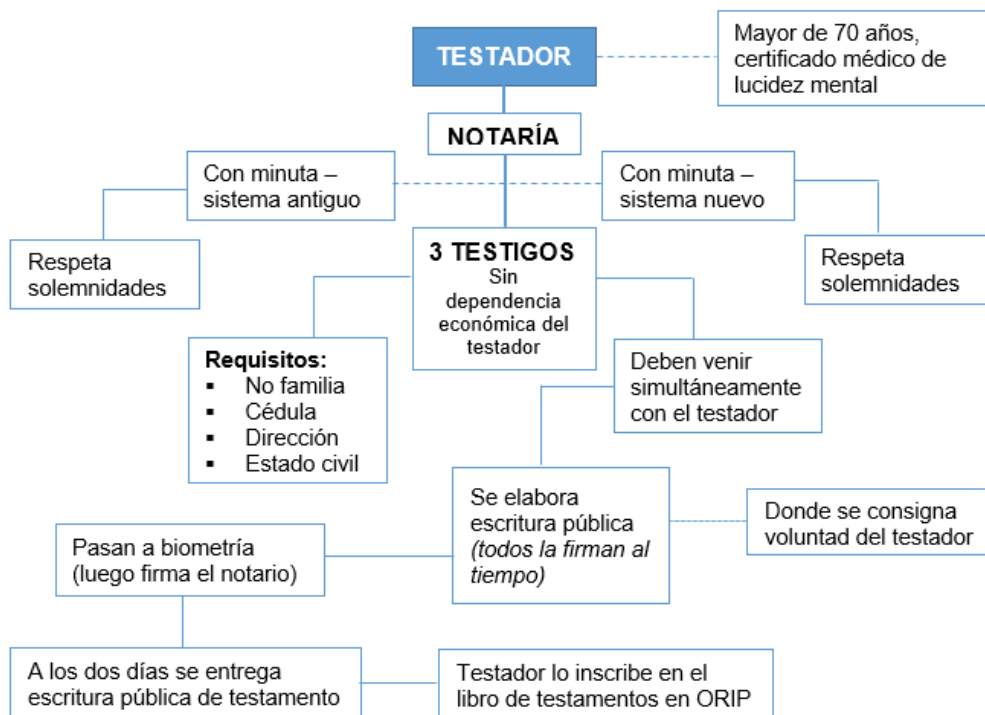 TESTADOR
Mayor de 70 años,
certificado médico de
lucidez mental
NOTARÍA
Con minuta –
sistema antiguo
Con minuta –
sistema nuevo
Respeta
solemnidades
3 TESTIGOS
Sin
dependencia
económica del
testador
Respeta
solemnidades
Requisitos:
▪ No familia
▪ Cédula
▪ Dirección
▪ Estado civil
Deben venir
simultáneamente
con el testador
Se elabora
escritura pública
(todos la firman al
tiempo)
Donde se consigna
voluntad del testador
Pasan a biometría
(luego firma el notario)
A los dos días se entrega
escritura pública de testamento
Testador lo inscribe en el
libro de testamentos en ORIP